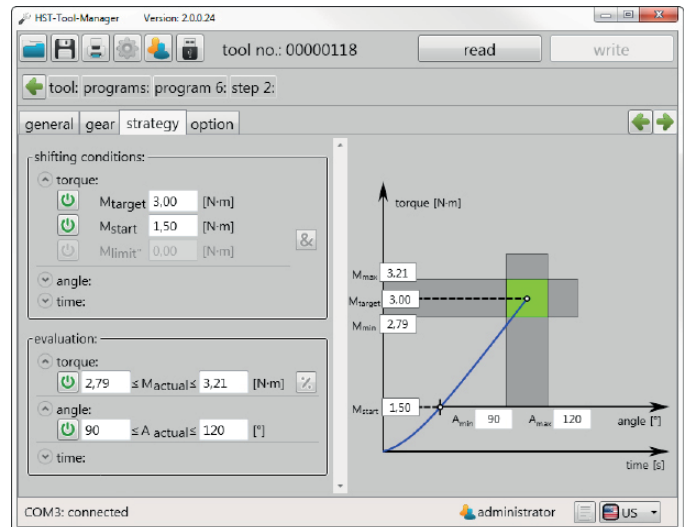 HST-Tool-Manager Version: 2.0.0.24
tool no.: 00000118 read write
tool: programs: program 6: step 2:
general gear strategy option
shifting conditions:
torque:
Mtarget 3,00 [N·m]
Mstart 1,50 [N·m]
Mlimit- 0,00 [N·m]
&
angle:
time:
evaluation:
torque:
2,79 ≤ Mactual ≤ 3,21 [N·m] %
angle:
90 ≤ A actual ≤ 120 [°]
time:
torque [N·m]
Mmax 3,21
Mtarget 3.00
Mmin 2,79
Mstart 1,50
Amin 90 Amax 120 angle [°]
time [s]
COM3: connected administrator US